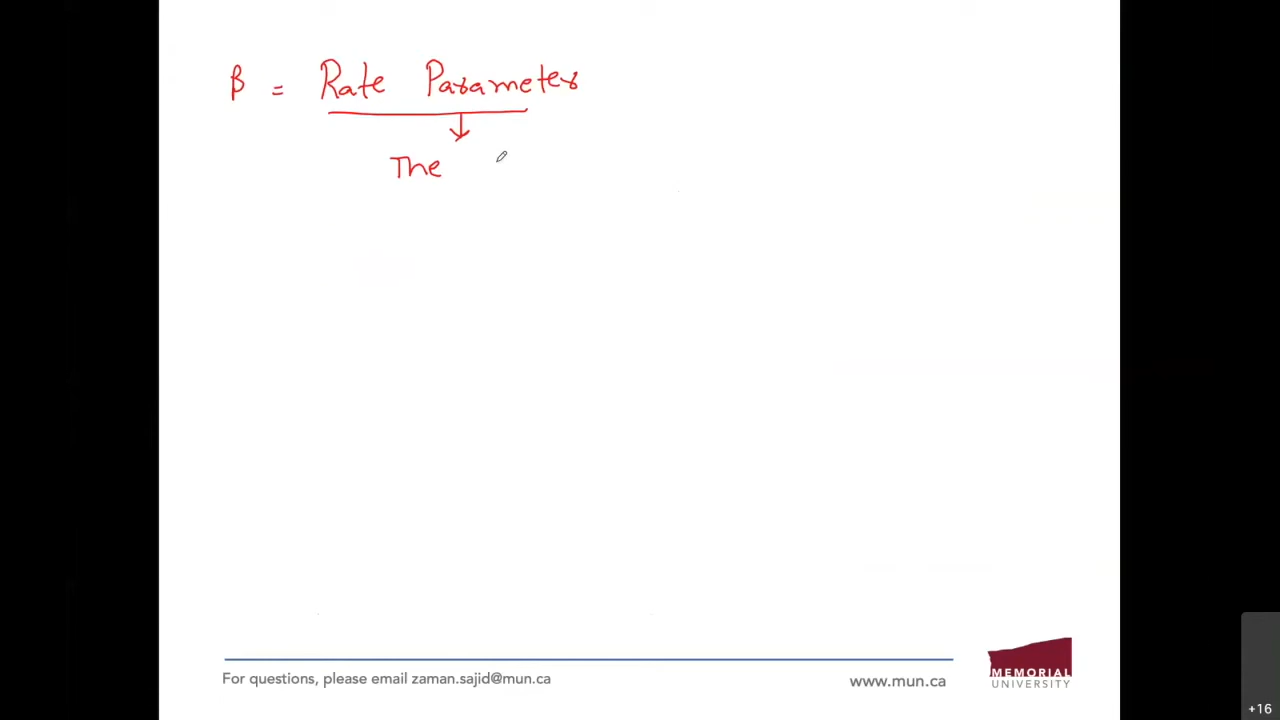 β = Rate Parameter
The
For questions, please email zaman.sajid@mun.ca
www.mun.ca
MEMORIAL
UNIVERSITY
+16